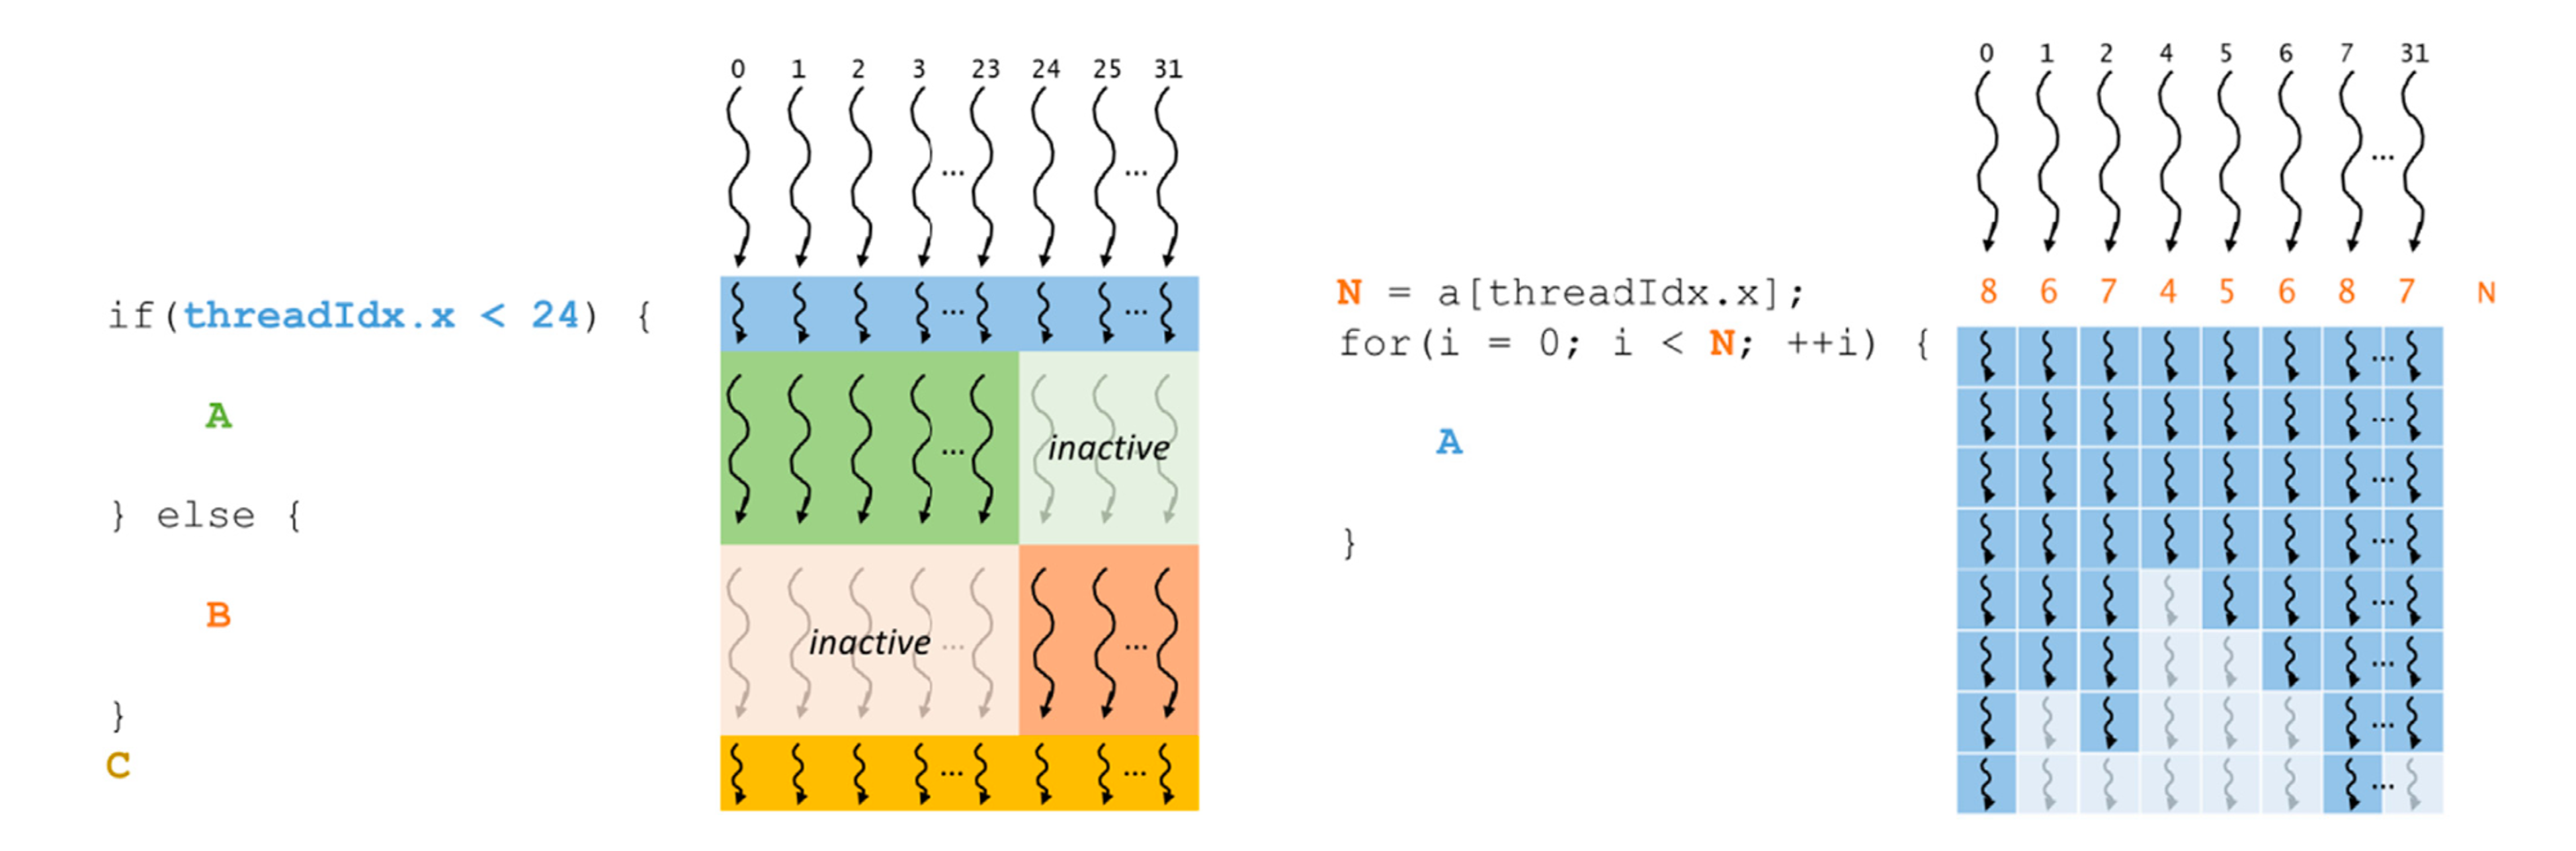 if(threadIdx.x < 24) {
A
} else {
B
}
C
0 1 2 3 23 24 25 31
... ...
... ...
... inactive
inactive ... ...
... ...
N = a[threadIdx.x];
for(i = 0; i < N; ++i) {
A
}
0 1 2 4 5 6 7 31
...
8 6 7 4 5 6 8 7 N
...
...
...
...
...
...
...
...